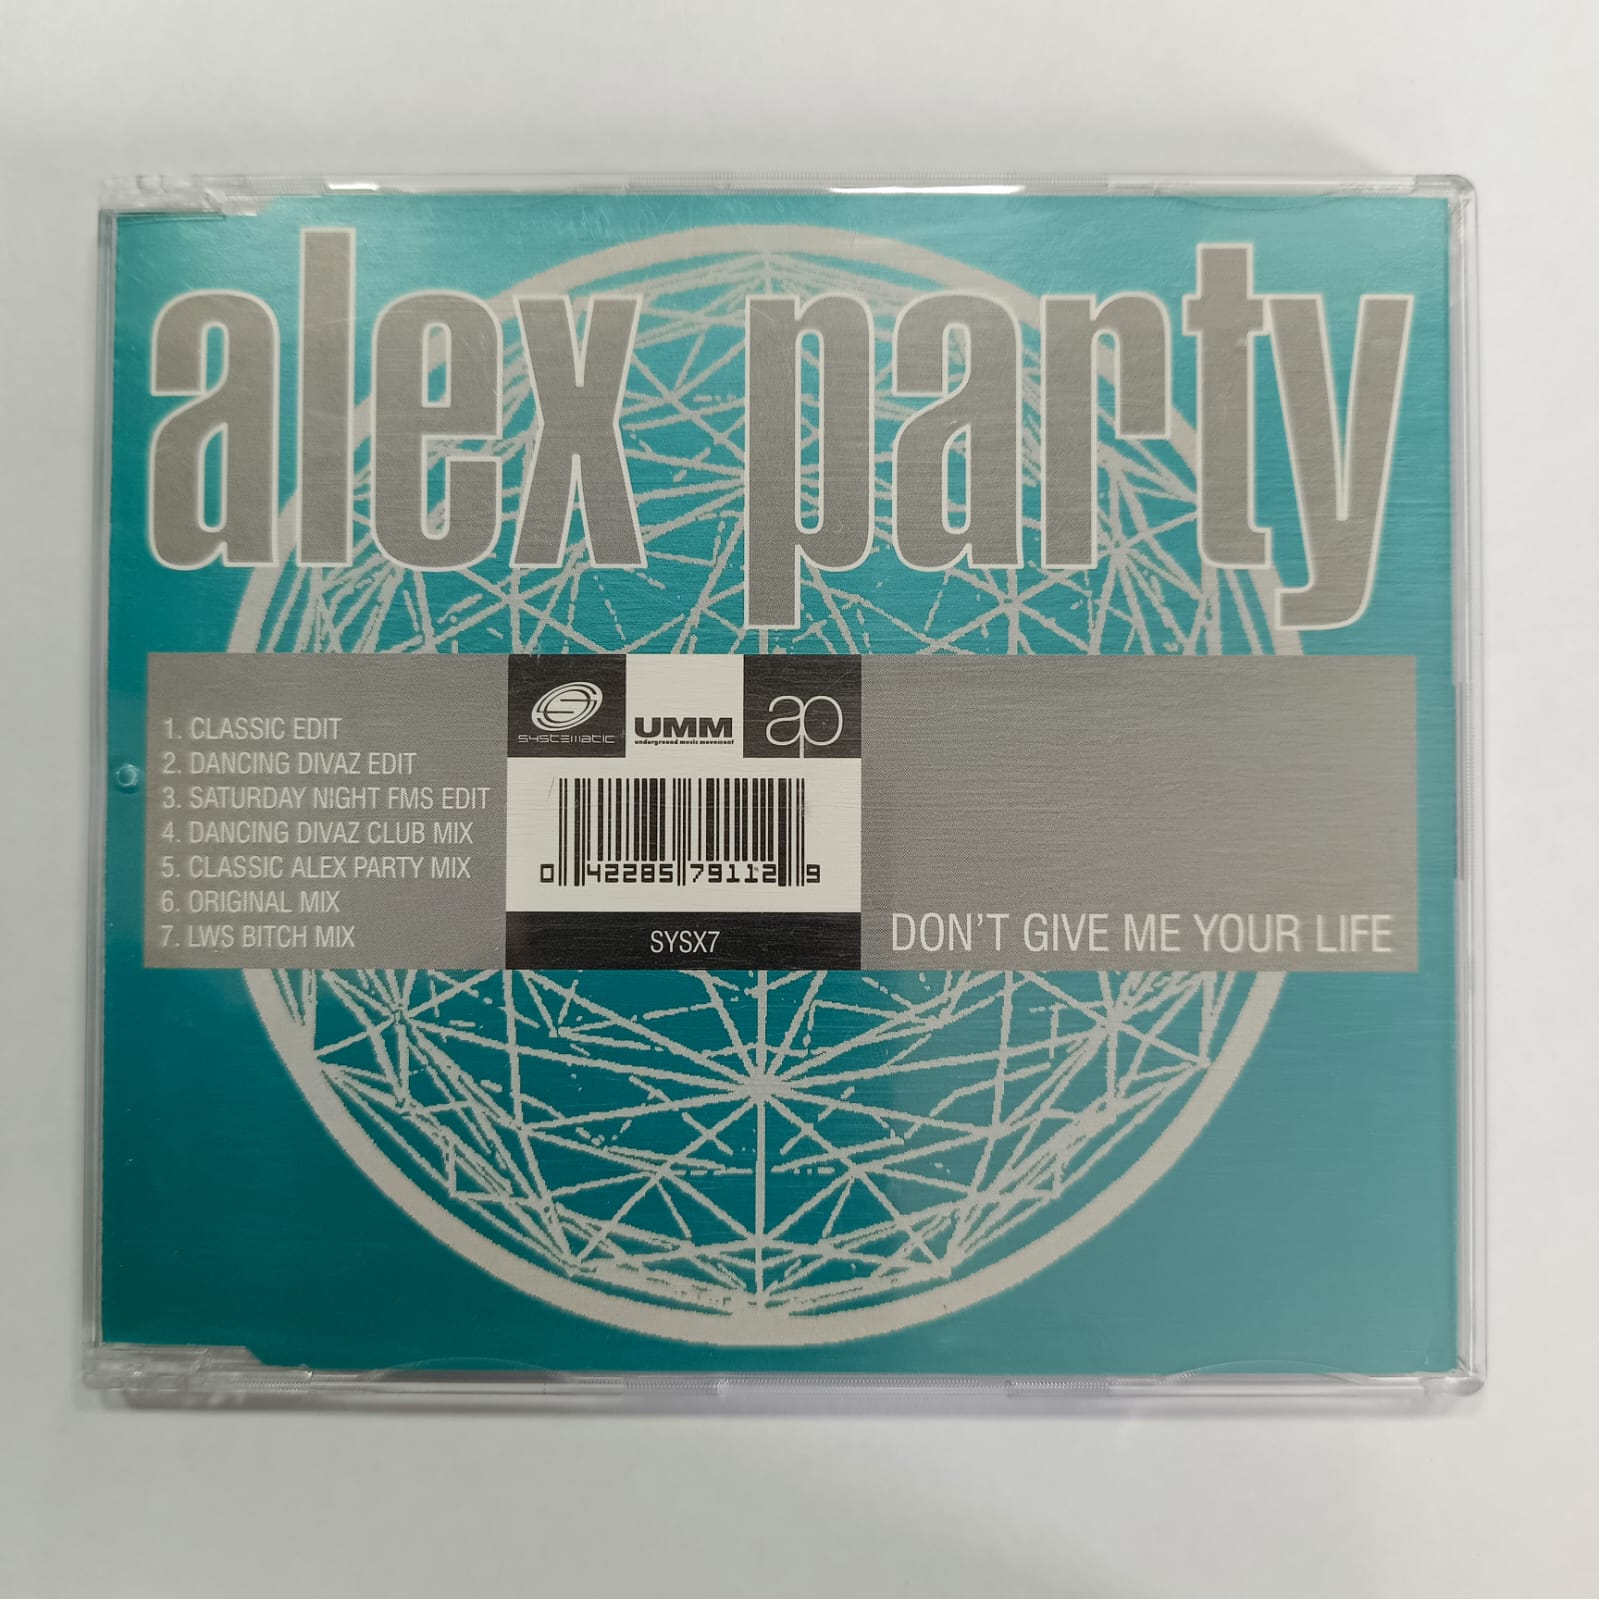 alex party
1. CLASSIC EDIT
2. DANCING DIVAZ EDIT
3. SATURDAY NIGHT FMS EDIT
4. DANCING DIVAZ CLUB MIX
5. CLASSIC ALEX PARTY MIX
6. ORIGINAL MIX
7. LWS BITCH MIX
systematic
UMM
underground music movement
ap
0 42285 79112 9
SYSX7
DON'T GIVE ME YOUR LIFE